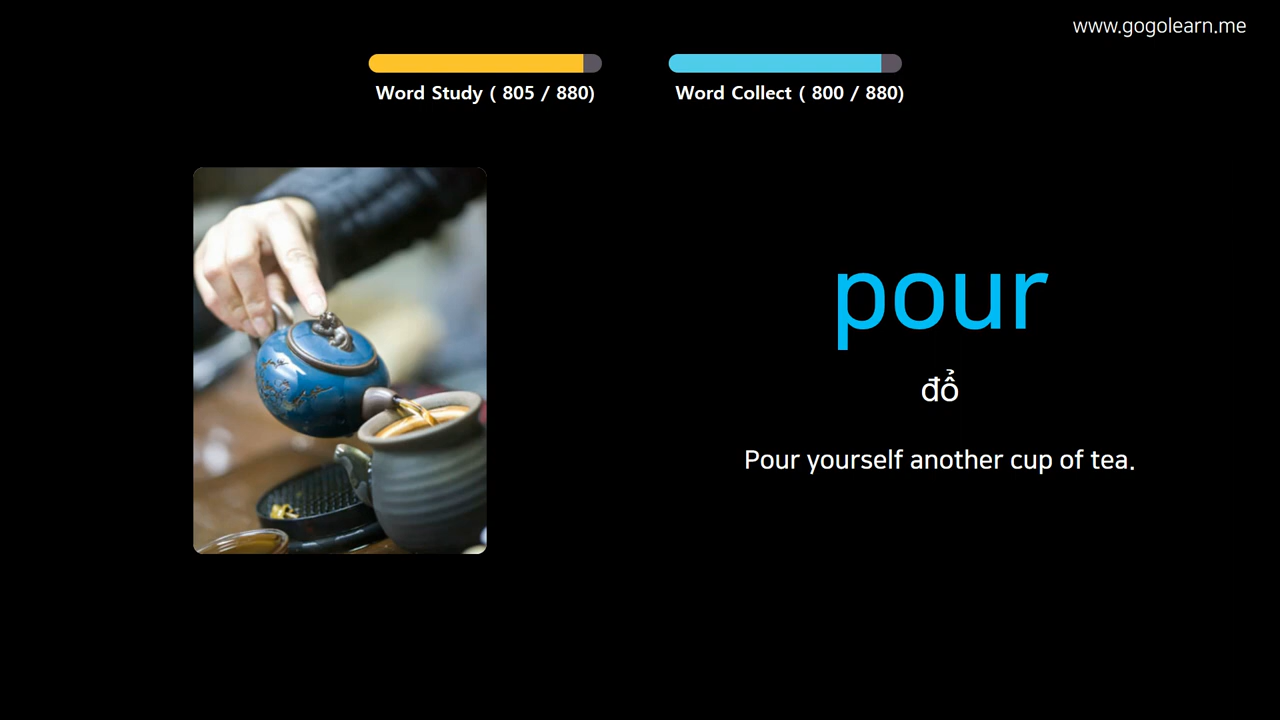 www.gogolearn.me
Word Study ( 805 / 880)
Word Collect ( 800 / 880)
pour
đổ
Pour yourself another cup of tea.